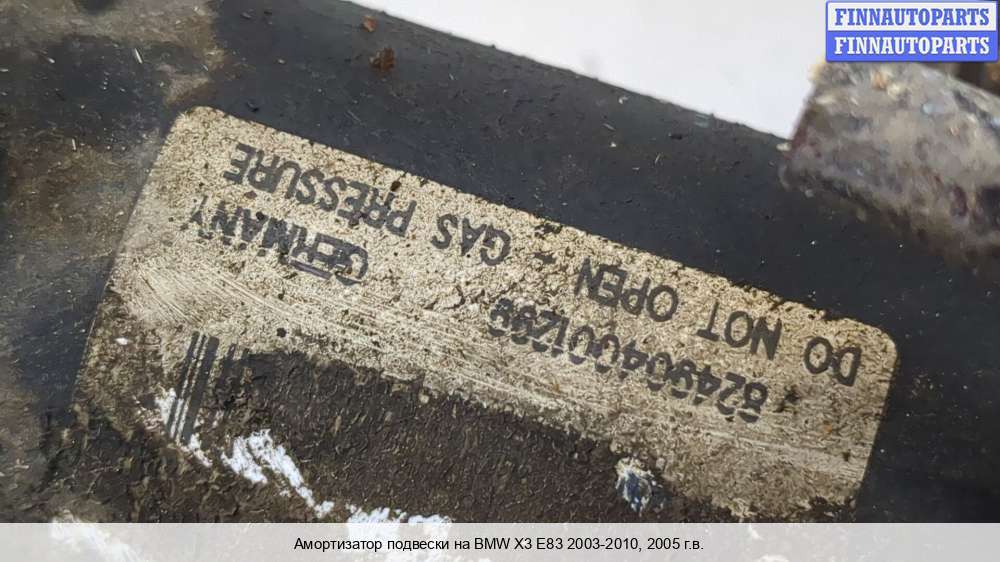 FINNAUTOPARTS
FINNAUTOPARTS
DO NOT OPEN - GAS PRESSURE
GERMANY
Амортизатор подвески на BMW X3 E83 2003-2010, 2005 г.в.